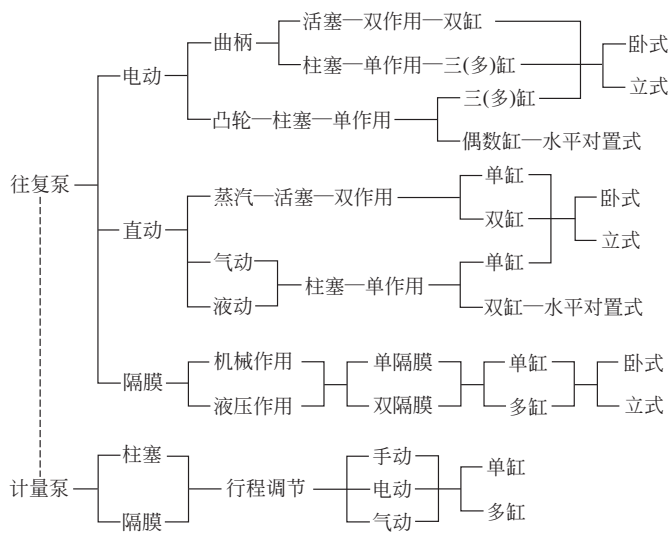 活塞—双作用—双缸
曲柄
卧式
电动
柱塞—单作用—三(多)缸
立式
三(多)缸
凸轮—柱塞—单作用
偶数缸—水平对置式
往复泵
蒸汽—活塞—双作用
单缸
卧式
直动
双缸
立式
气动
单缸
柱塞—单作用
液动
双缸—水平对置式
机械作用
单隔膜
单缸
卧式
隔膜
液压作用
双隔膜
多缸
立式
柱塞
手动
单缸
计量泵
行程调节
电动
多缸
隔膜
气动